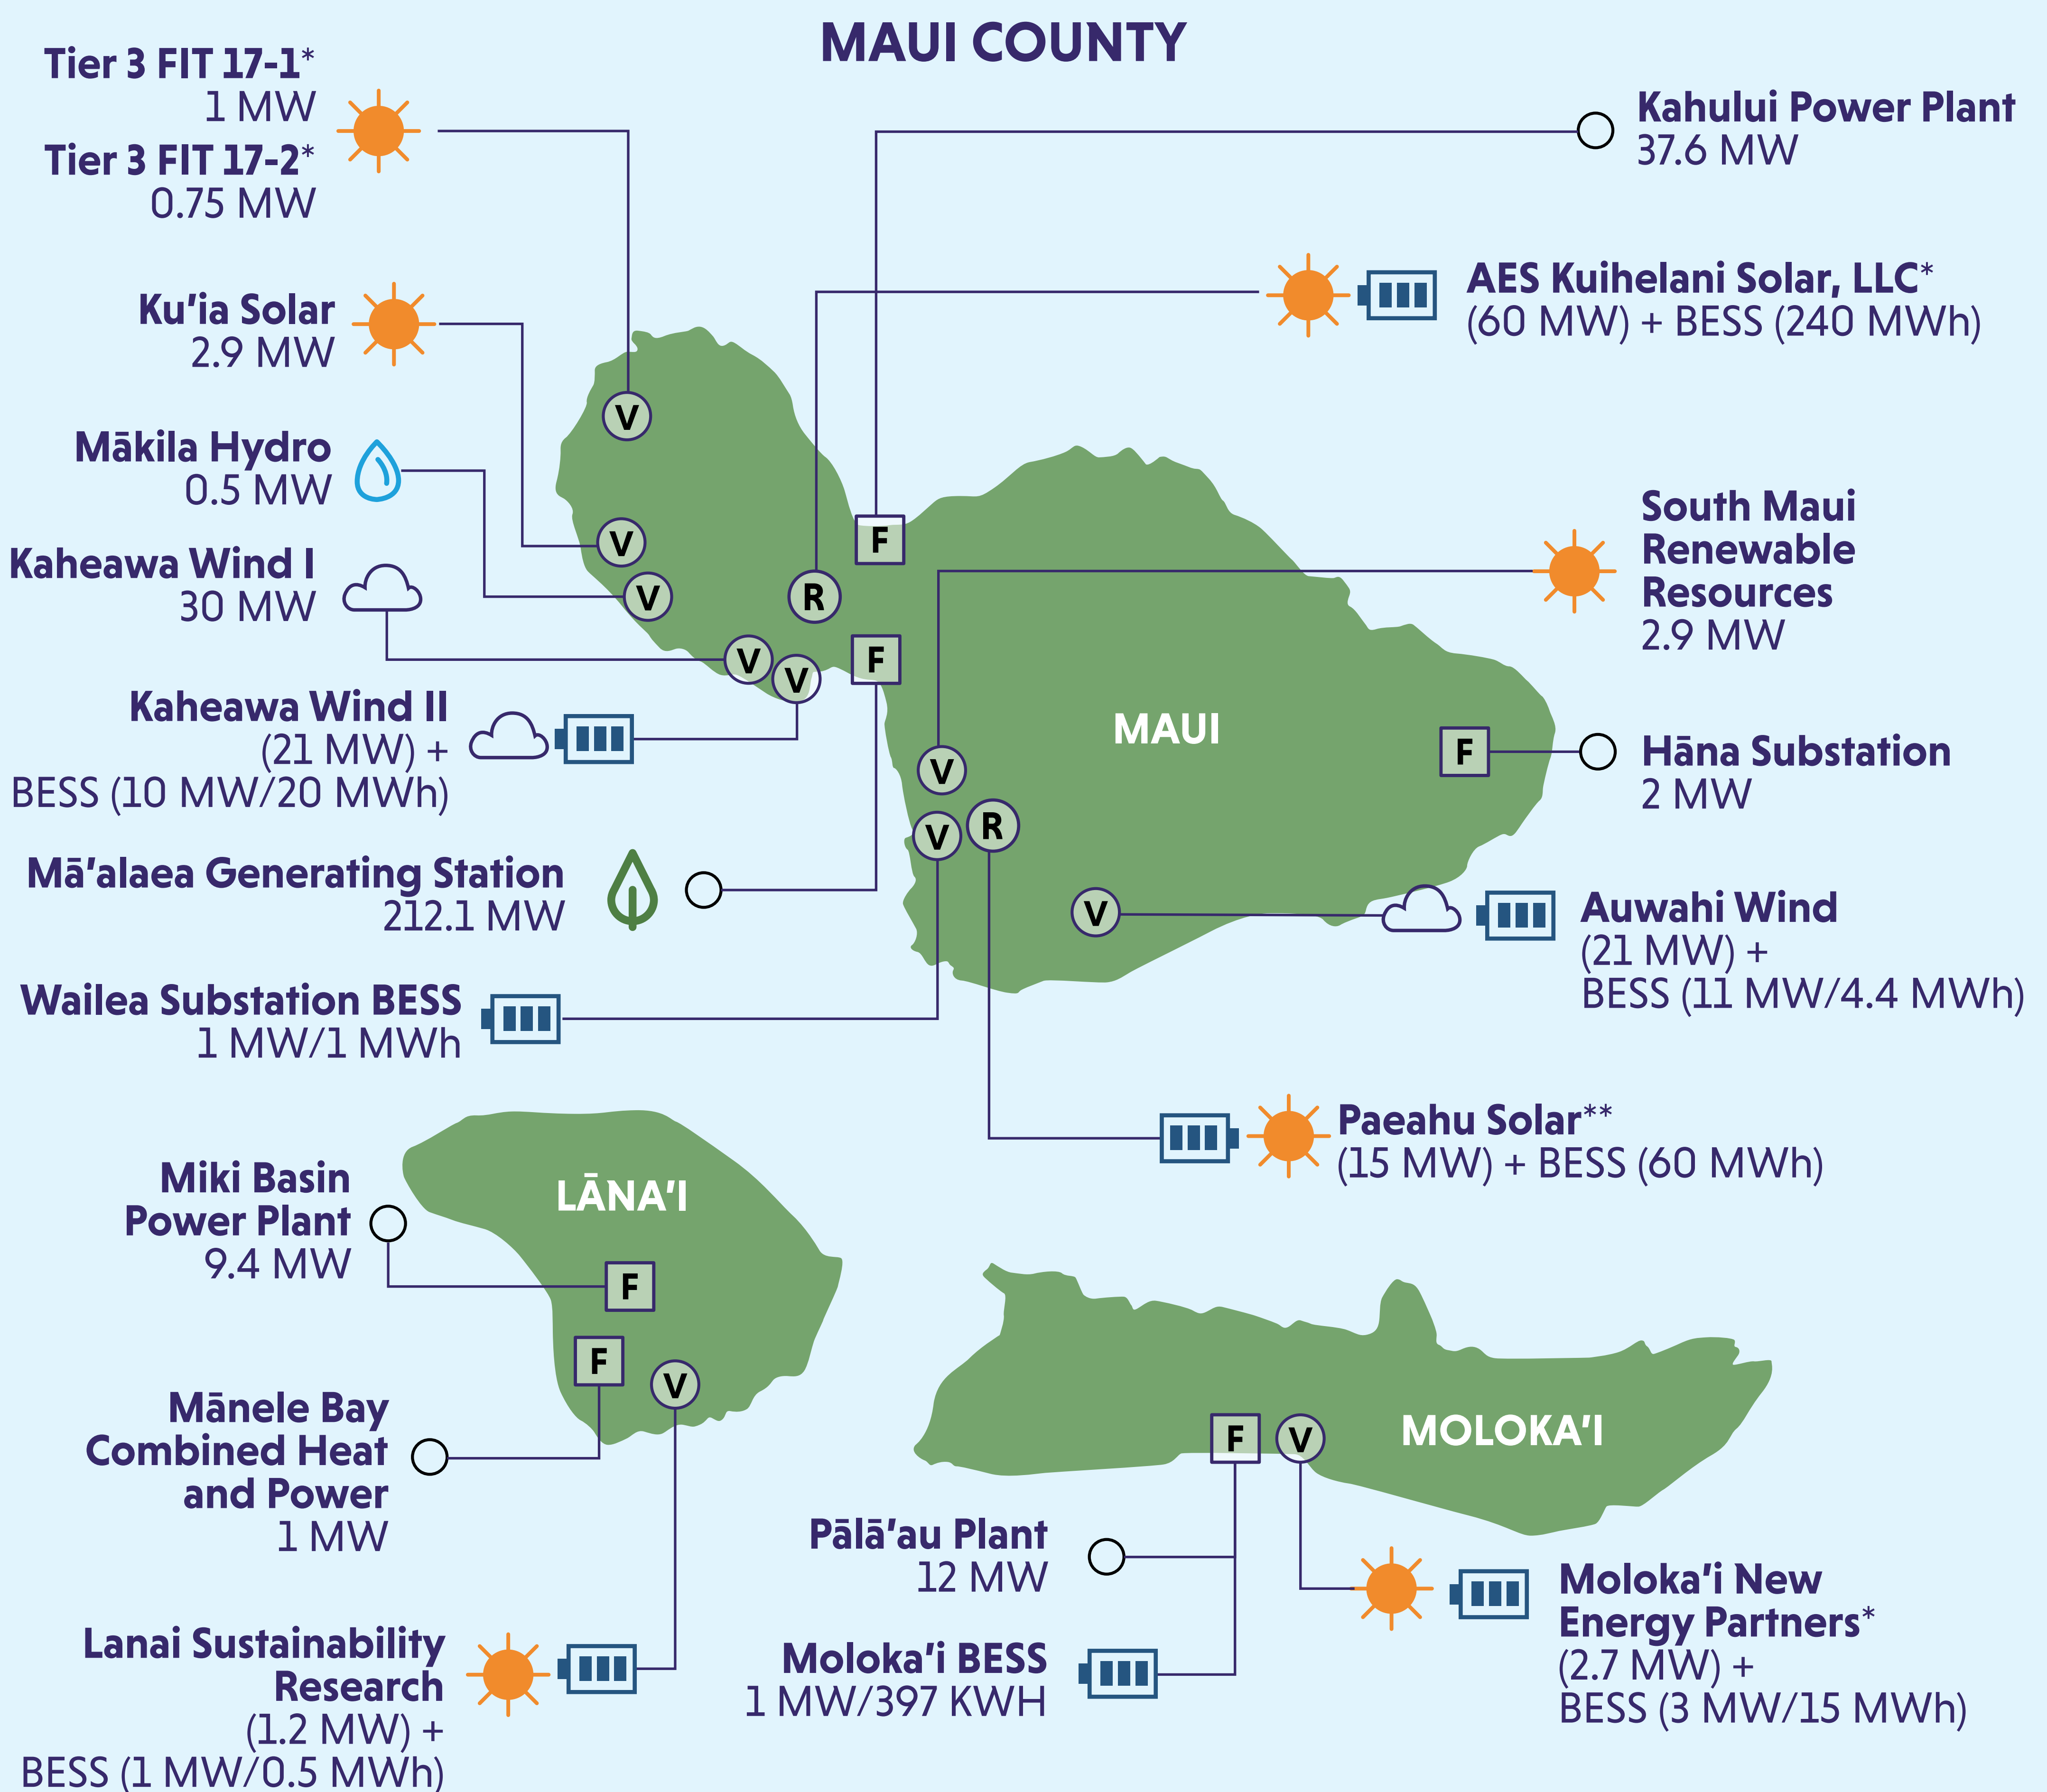 MAUI COUNTY
Tier 3 FIT 17-1*
1 MW
Tier 3 FIT 17-2*
0.75 MW
Kahului Power Plant
37.6 MW
AES Kuihelani Solar, LLC*
(60 MW) + BESS (240 MWh)
Ku'ia Solar
2.9 MW
Mākila Hydro
0.5 MW
Kaheawa Wind I
30 MW
Kaheawa Wind II
(21 MW) +
BESS (10 MW/20 MWh)
Mā'alaea Generating Station
212.1 MW
Wailea Substation BESS
1 MW/1 MWh
V
V
V
V
V
R
F
F
MAUI
V
V
R
V
F
South Maui
Renewable
Resources
2.9 MW
Hāna Substation
2 MW
Auwahi Wind
(21 MW) +
BESS (11 MW/4.4 MWh)
Paeahu Solar**
(15 MW) + BESS (60 MWh)
Miki Basin
Power Plant
9.4 MW
LĀNA'I
F
F
V
Mānele Bay
Combined Heat
and Power
1 MW
Lanai Sustainability
Research
(1.2 MW) +
BESS (1 MW/0.5 MWh)
F
V
MOLOKA'I
Pālā'au Plant
12 MW
Moloka'i BESS
1 MW/397 KWH
Moloka'i New
Energy Partners*
(2.7 MW) +
BESS (3 MW/15 MWh)